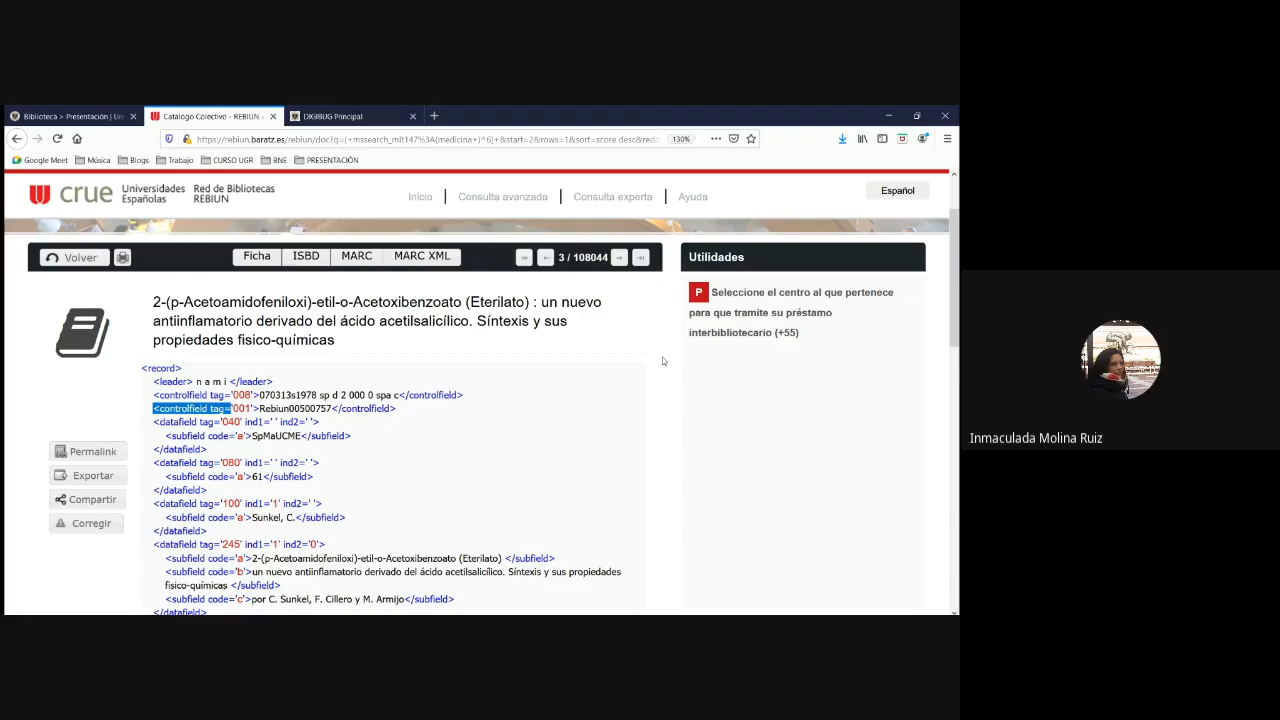 Biblioteca > Presentación | Un
Catálogo Colectivo - REBIUN =
DIGIBUG Principal
https://rebiun.baratz.es/rebiun/doc?q=(+mssearch_mlt147%3A(medicina+)^6)+&start=2&rows=1&sort=score desc&redo
130%
Google Meet
Música
Blogs
Trabajo
CURSO UGR
BNE
PRESENTACIÓN
crue
Universidades
Españolas
Red de Bibliotecas
REBIUN
Inicio
Consulta avanzada
Consulta experta
Ayuda
Español
Volver
Ficha
ISBD
MARC
MARC XML
3 / 108044
Utilidades
2-(p-Acetoamidofeniloxi)-etil-o-Acetoxibenzoato (Eterilato) : un nuevo
antiinflamatorio derivado del ácido acetilsalicílico. Síntexis y sus
propiedades fisico-químicas
P Seleccione el centro al que pertenece
para que tramite su préstamo
interbibliotecario (+55)
<record>
<leader> n a m i </leader>
<controlfield tag='008'>070313s1978 sp d 2 000 0 spa c</controlfield>
<controlfield tag='001'>Rebiun00500757</controlfield>
<datafield tag='040' ind1=' ' ind2=' '>
<subfield code='a'>SpMaUCME</subfield>
</datafield>
<datafield tag='080' ind1=' ' ind2=' '>
<subfield code='a'>61</subfield>
</datafield>
<datafield tag='100' ind1='1' ind2=' '>
<subfield code='a'>Sunkel, C.</subfield>
</datafield>
<datafield tag='245' ind1='1' ind2='0'>
<subfield code='a'>2-(p-Acetoamidofeniloxi)-etil-o-Acetoxibenzoato (Eterilato) </subfield>
<subfield code='b'>un nuevo antiinflamatorio derivado del ácido acetilsalicílico. Síntexis y sus propiedades
fisico-químicas </subfield>
<subfield code='c'>por C. Sunkel, F. Cillero y M. Armijo</subfield>
</datafield>
Permalink
Exportar
Compartir
Corregir
Inmaculada Molina Ruiz